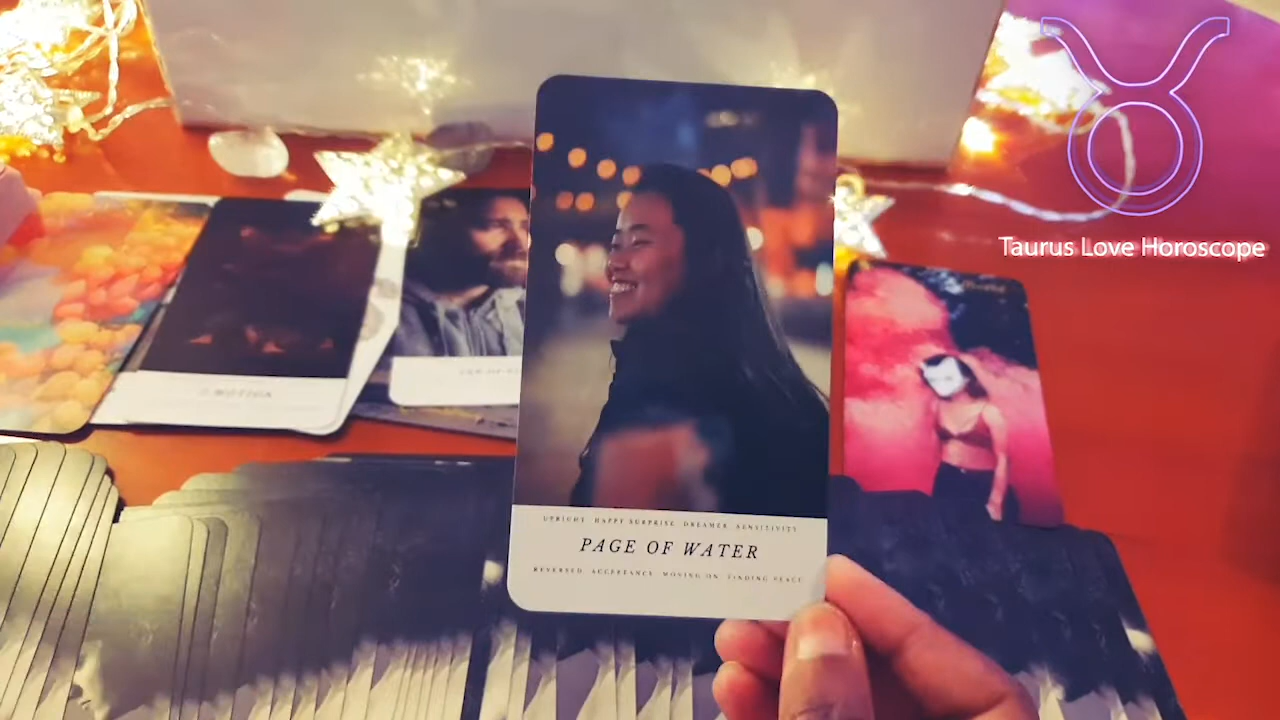 Taurus Love Horoscope
UPRIGHT HAPPY SURPRISE DREAMER SENSITIVITY
PAGE OF WATER
REVERSED ACCEPTANCE MOVING ON FINDING PEACE